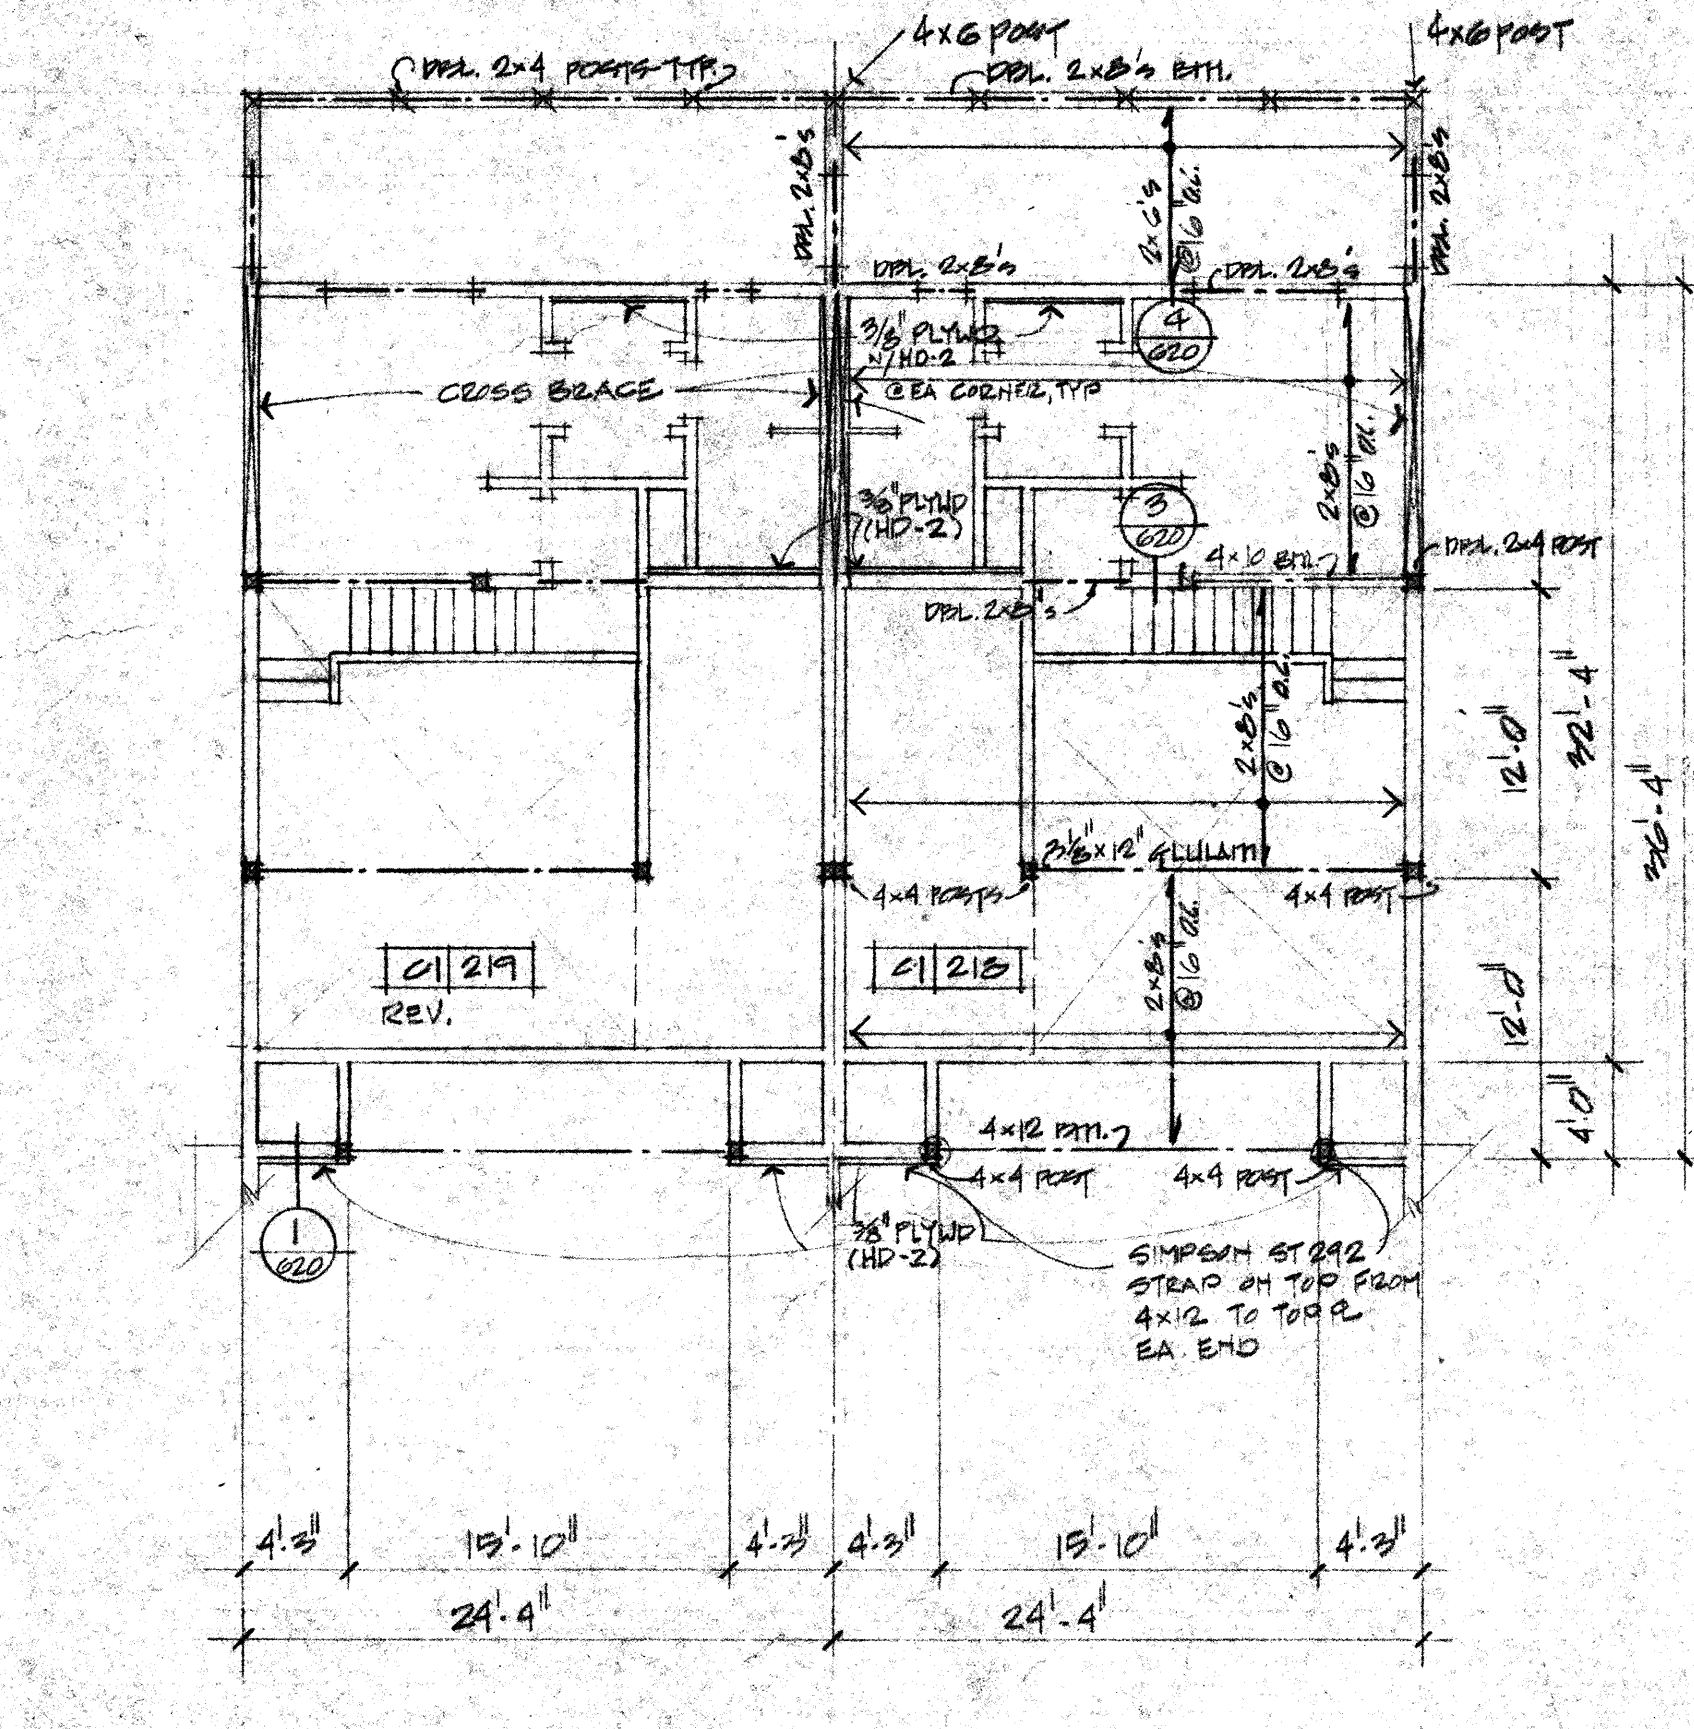 4x6 POST
4x6 POST
DBL. 2x4 POSTS-TYP.
DBL. 2x8's BM.
DBL. 2x8's
2x6's
@16" O.C.
DBL. 2x8's
DBL. 2x8's
DBL. 2x8's
3/8" PLYWD
W/HD-2
@EA CORNER, TYP
4
620
CROSS BRACE
2x8's
@16" O.C.
3/8" PLYWD
(HD-2)
3
620
4x10 BM.
DBL. 2x4 POST
DBL. 2x8's
2x8's
@16" O.C.
12'-0"
32'-4"
36'-4"
3 1/8" x 12" GLULAM
4x4 POSTS
4x4 POST
C1 219
REV.
C1 218
2x8's
@16" O.C.
12'-0"
4'-0"
4x12 BM.
4x4 POST
4x4 POST
1
620
3/8" PLYWD
(HD-2)
SIMPSON ST292
STRAP ON TOP FROM
4x12 TO TOP PL
EA. END
4'-3" 15'-10" 4'-3" 4'-3" 15'-10" 4'-3"
24'-4" 24'-4"